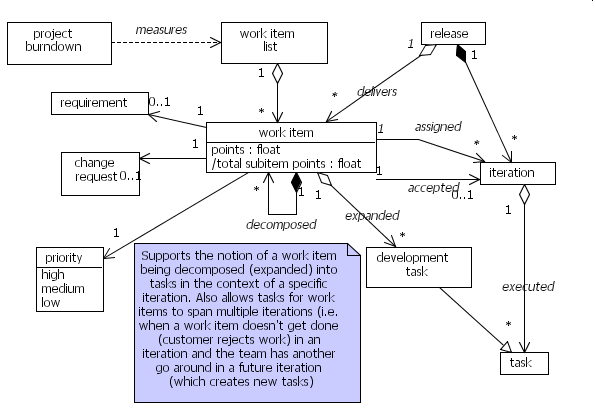 project
burndown
measures
work item
list
release
1
1
1
*
*
delivers
*
requirement
0..1
1
work item
points : float
/total subitem points : float
1
assigned
*
iteration
change
request
0..1
1
1
accepted
0..1
*
1
decomposed
1
expanded
*
1
1
priority
high
medium
low
development
task
executed
*
task
Supports the notion of a work item
being decomposed (expanded) into
tasks in the context of a specific
iteration. Also allows tasks for work
items to span multiple iterations (i.e.
when a work item doesn't get done
(customer rejects work) in an
iteration and the team has another
go around in a future iteration
(which creates new tasks)